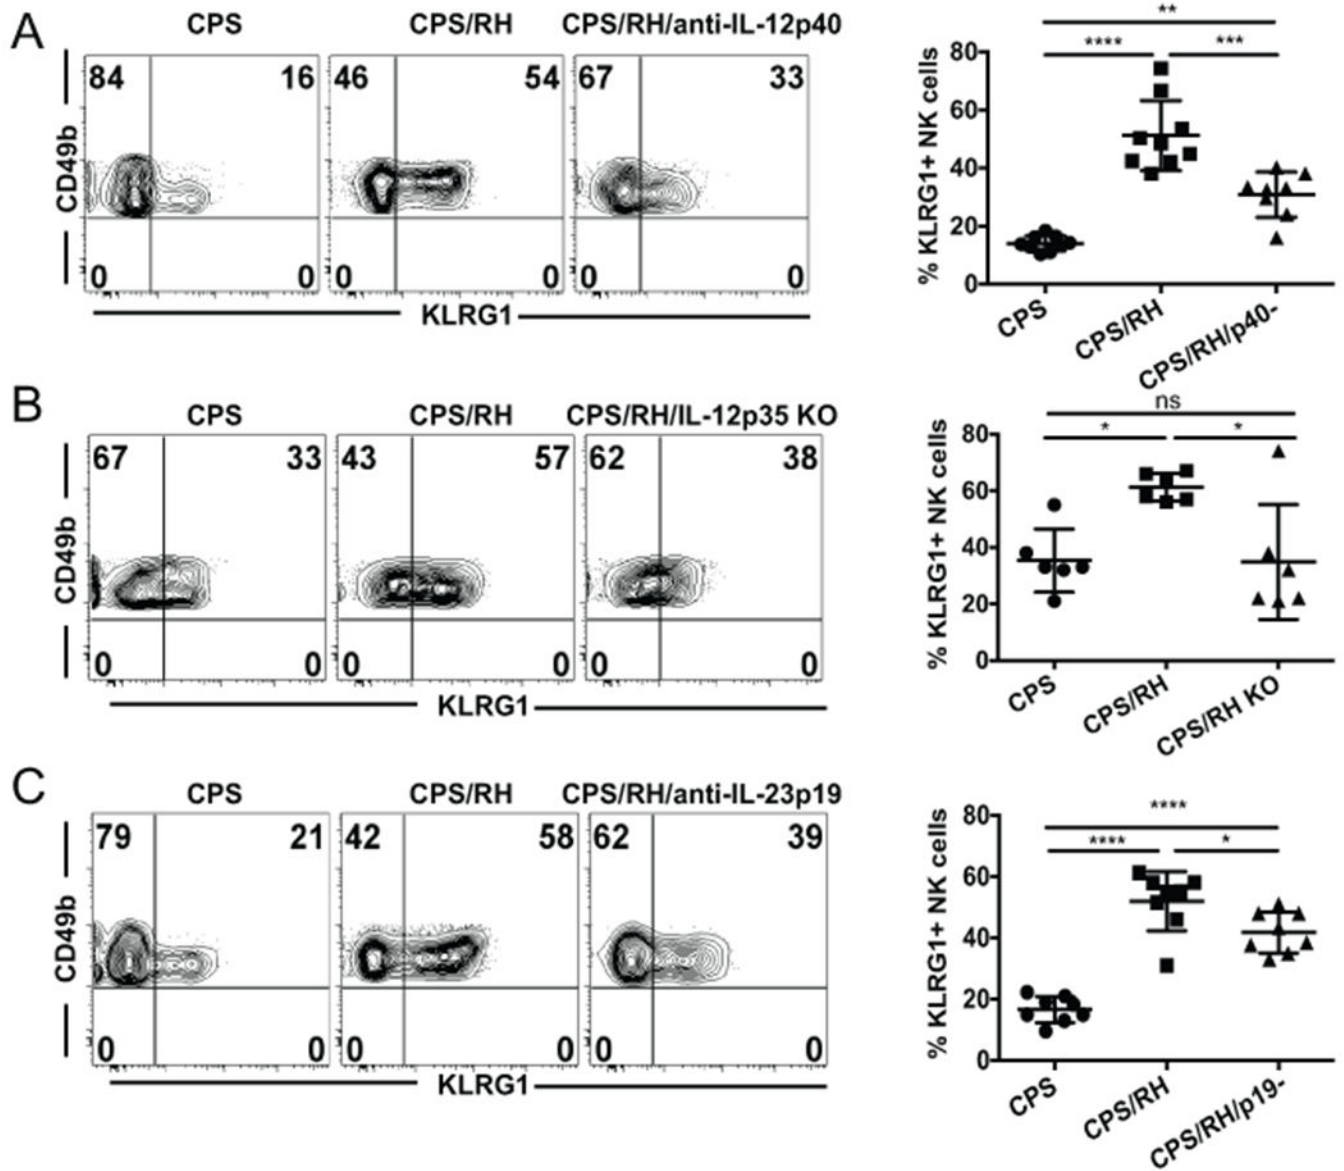 A
CPS CPS/RH CPS/RH/anti-IL-12p40
84 16 46 54 67 33
CD49b
0 0 0 0 0 0
KLRG1
** 
**** ***
% KLRG1+ NK cells
80
60
40
20
0
CPS CPS/RH CPS/RH/p40-
B
CPS CPS/RH CPS/RH/IL-12p35 KO
67 33 43 57 62 38
CD49b
0 0 0 0 0 0
KLRG1
ns
* *
% KLRG1+ NK cells
80
60
40
20
0
CPS CPS/RH CPS/RH KO
C
CPS CPS/RH CPS/RH/anti-IL-23p19
79 21 42 58 62 39
CD49b
0 0 0 0 0 0
KLRG1
****
**** *
% KLRG1+ NK cells
80
60
40
20
0
CPS CPS/RH CPS/RH/p19-